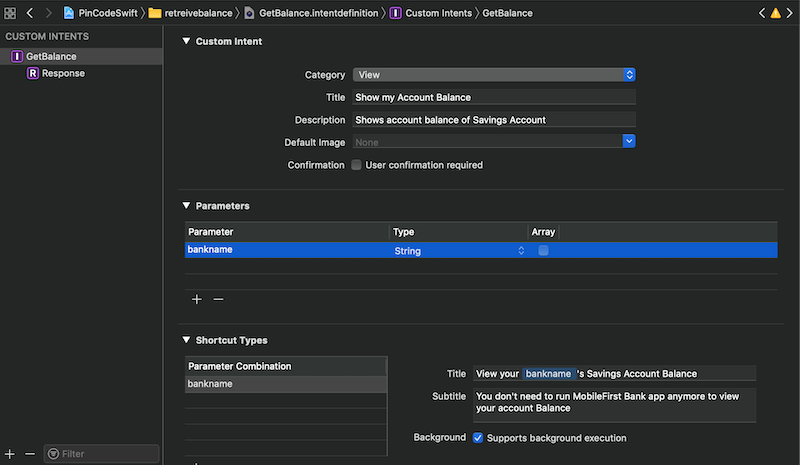 PinCodeSwift retreivebalance GetBalance.intentdefinition Custom Intents GetBalance
CUSTOM INTENTS
I GetBalance
R Response
Custom Intent
Category View
Title Show my Account Balance
Description Shows account balance of Savings Account
Default Image None
Confirmation User confirmation required
Parameters
Parameter Type Array
bankname String
Shortcut Types
Parameter Combination
bankname
Title View your bankname 's Savings Account Balance
Subtitle You don't need to run MobileFirst Bank app anymore to view
your account Balance
Background Supports background execution
Filter